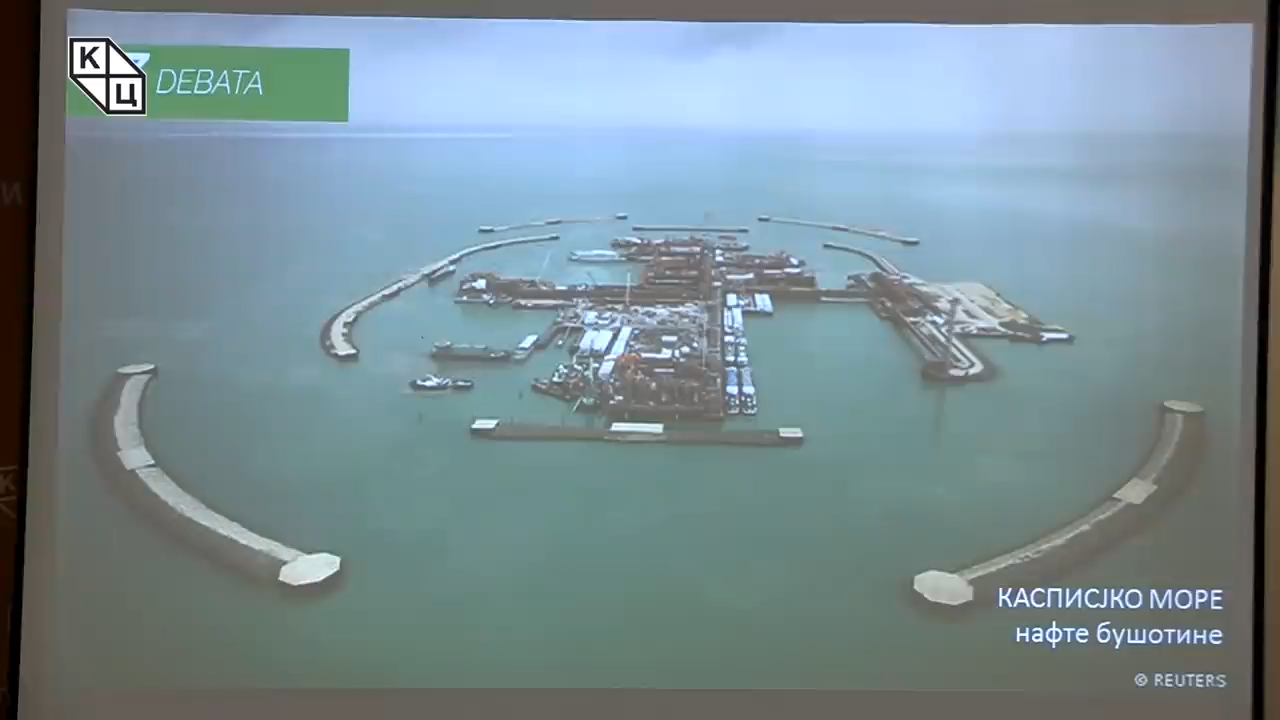 К
Ц
DEBATA
КАСПИСЈКО МОРЕ
нафте бушотине
© REUTERS